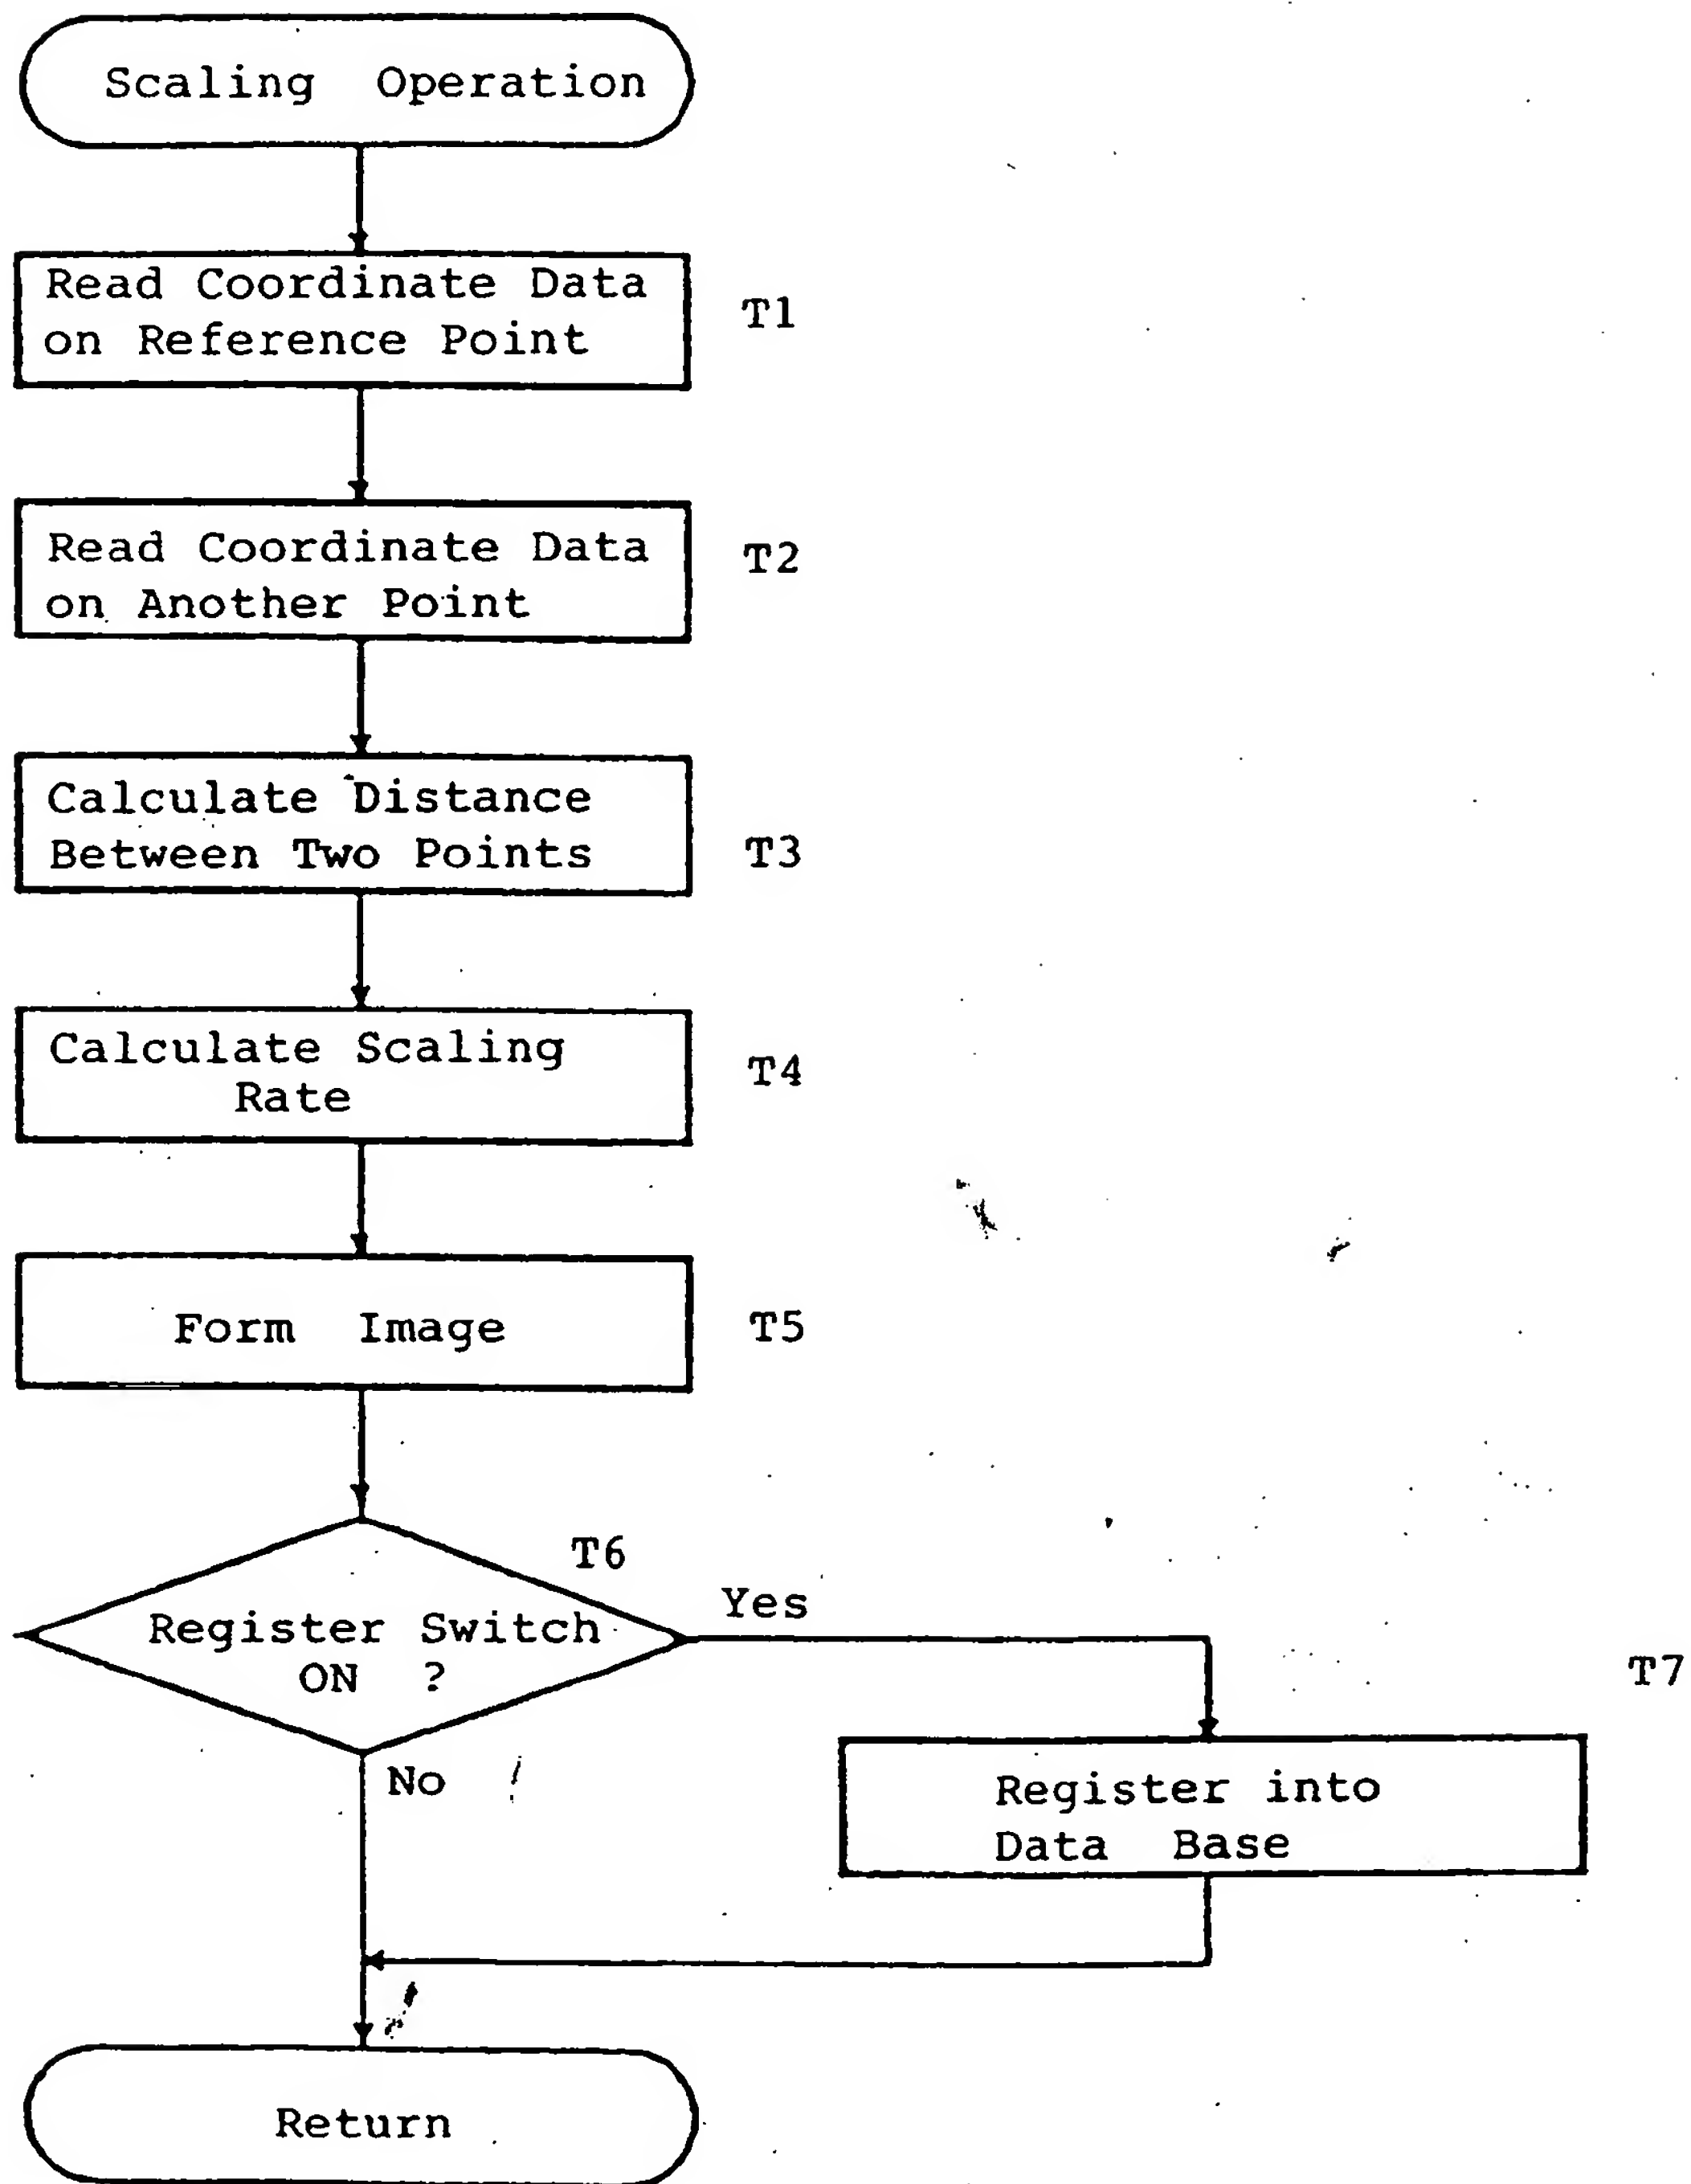 Scaling Operation
Read Coordinate Data
on Reference Point
T1
Read Coordinate Data
on Another Point
T2
Calculate Distance
Between Two Points
T3
Calculate Scaling
Rate
T4
Form Image
T5
T6
Register Switch
ON ?
Yes
T7
No
Register into
Data Base
Return